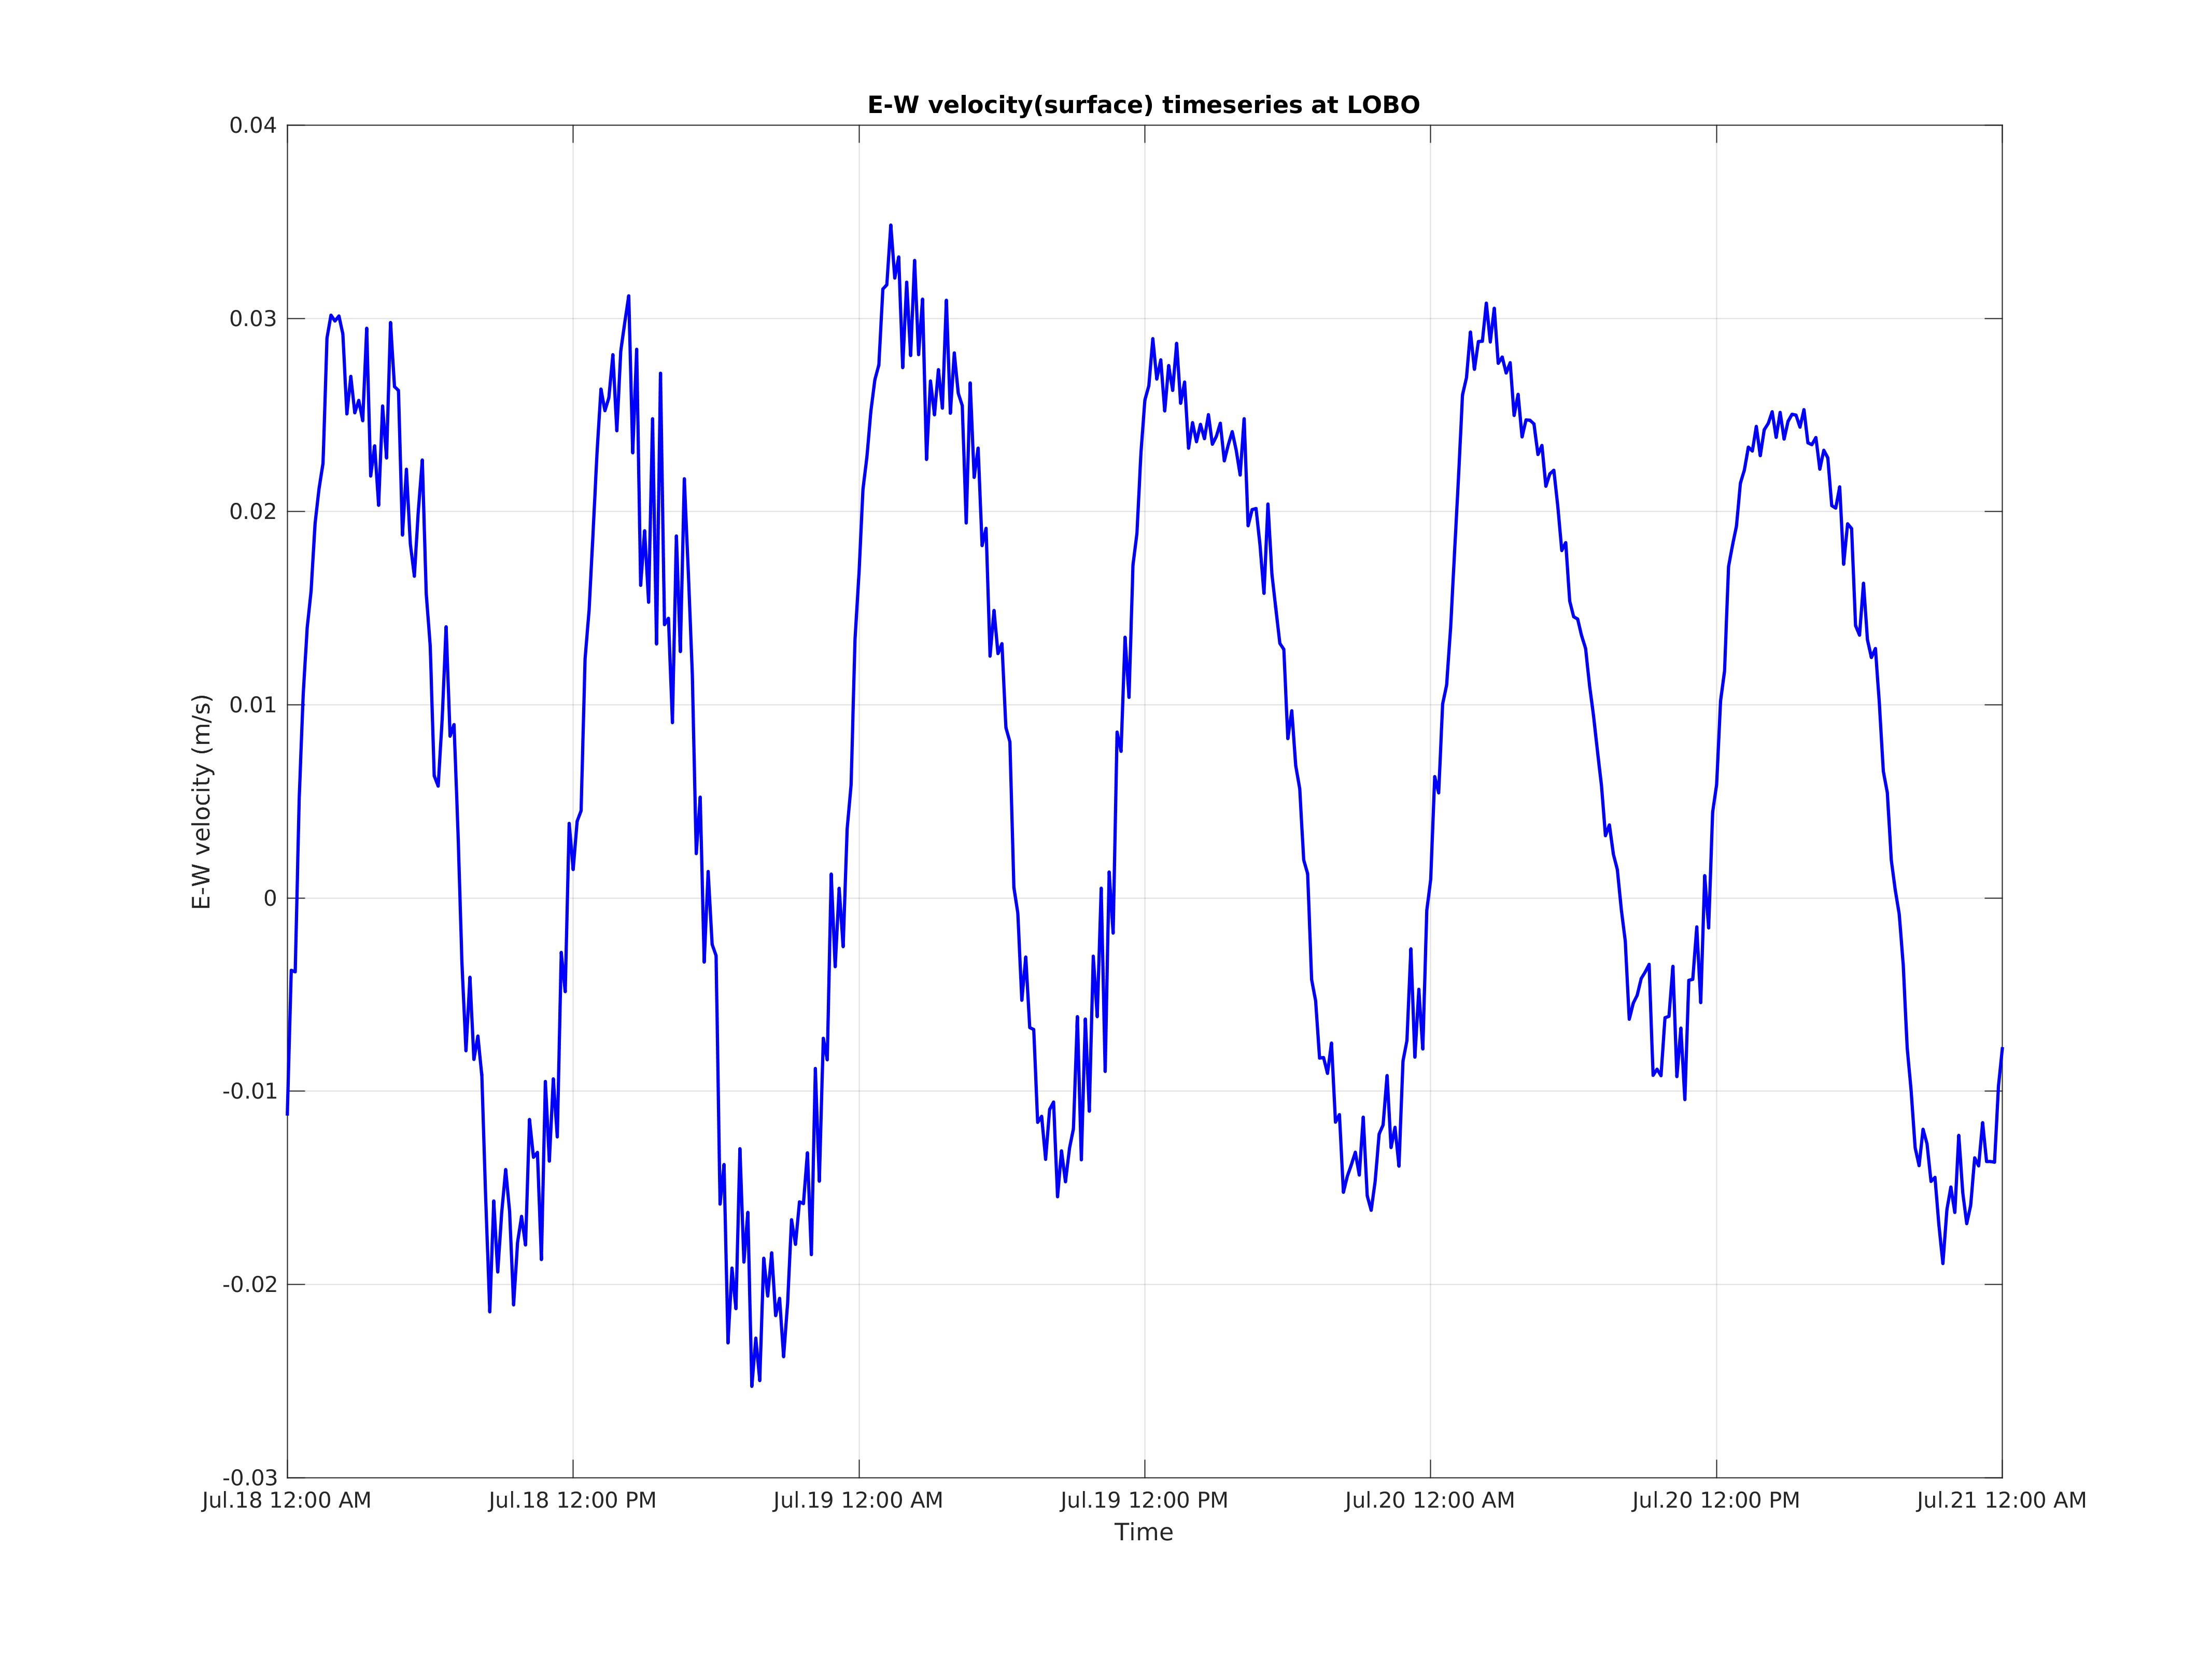 E-W velocity(surface) timeseries at LOBO
0.04
0.03
0.02
0.01
0
-0.01
-0.02
-0.03
E-W velocity (m/s)
Jul.18 12:00 AM Jul.18 12:00 PM Jul.19 12:00 AM Jul.19 12:00 PM Jul.20 12:00 AM Jul.20 12:00 PM Jul.21 12:00 AM
Time